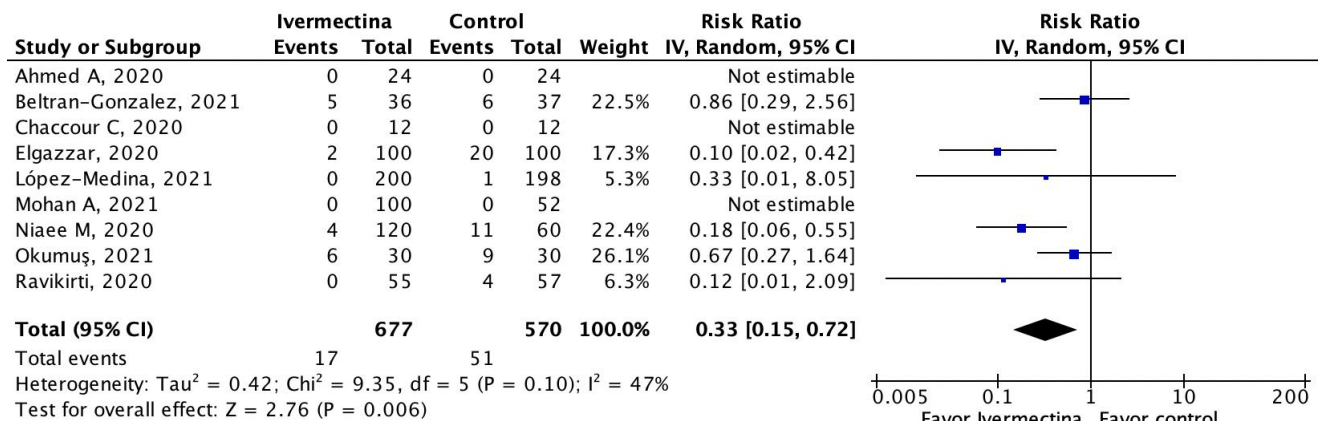 Ivermectina Control Risk Ratio Risk Ratio
Study or Subgroup Events Total Events Total Weight IV, Random, 95% CI IV, Random, 95% CI
Ahmed A, 2020 0 24 0 24 Not estimable
Beltran-Gonzalez, 2021 5 36 6 37 22.5% 0.86 [0.29, 2.56]
Chaccour C, 2020 0 12 0 12 Not estimable
Elgazzar, 2020 2 100 20 100 17.3% 0.10 [0.02, 0.42]
López-Medina, 2021 0 200 1 198 5.3% 0.33 [0.01, 8.05]
Mohan A, 2021 0 100 0 52 Not estimable
Niaee M, 2020 4 120 11 60 22.4% 0.18 [0.06, 0.55]
Okumuş, 2021 6 30 9 30 26.1% 0.67 [0.27, 1.64]
Ravikirti, 2020 0 55 4 57 6.3% 0.12 [0.01, 2.09]
Total (95% CI) 677 570 100.0% 0.33 [0.15, 0.72]
Total events 17 51
Heterogeneity: Tau² = 0.42; Chi² = 9.35, df = 5 (P = 0.10); I² = 47%
Test for overall effect: Z = 2.76 (P = 0.006)
0.005 0.1 1 10 200
Favor Ivermectina Favor control